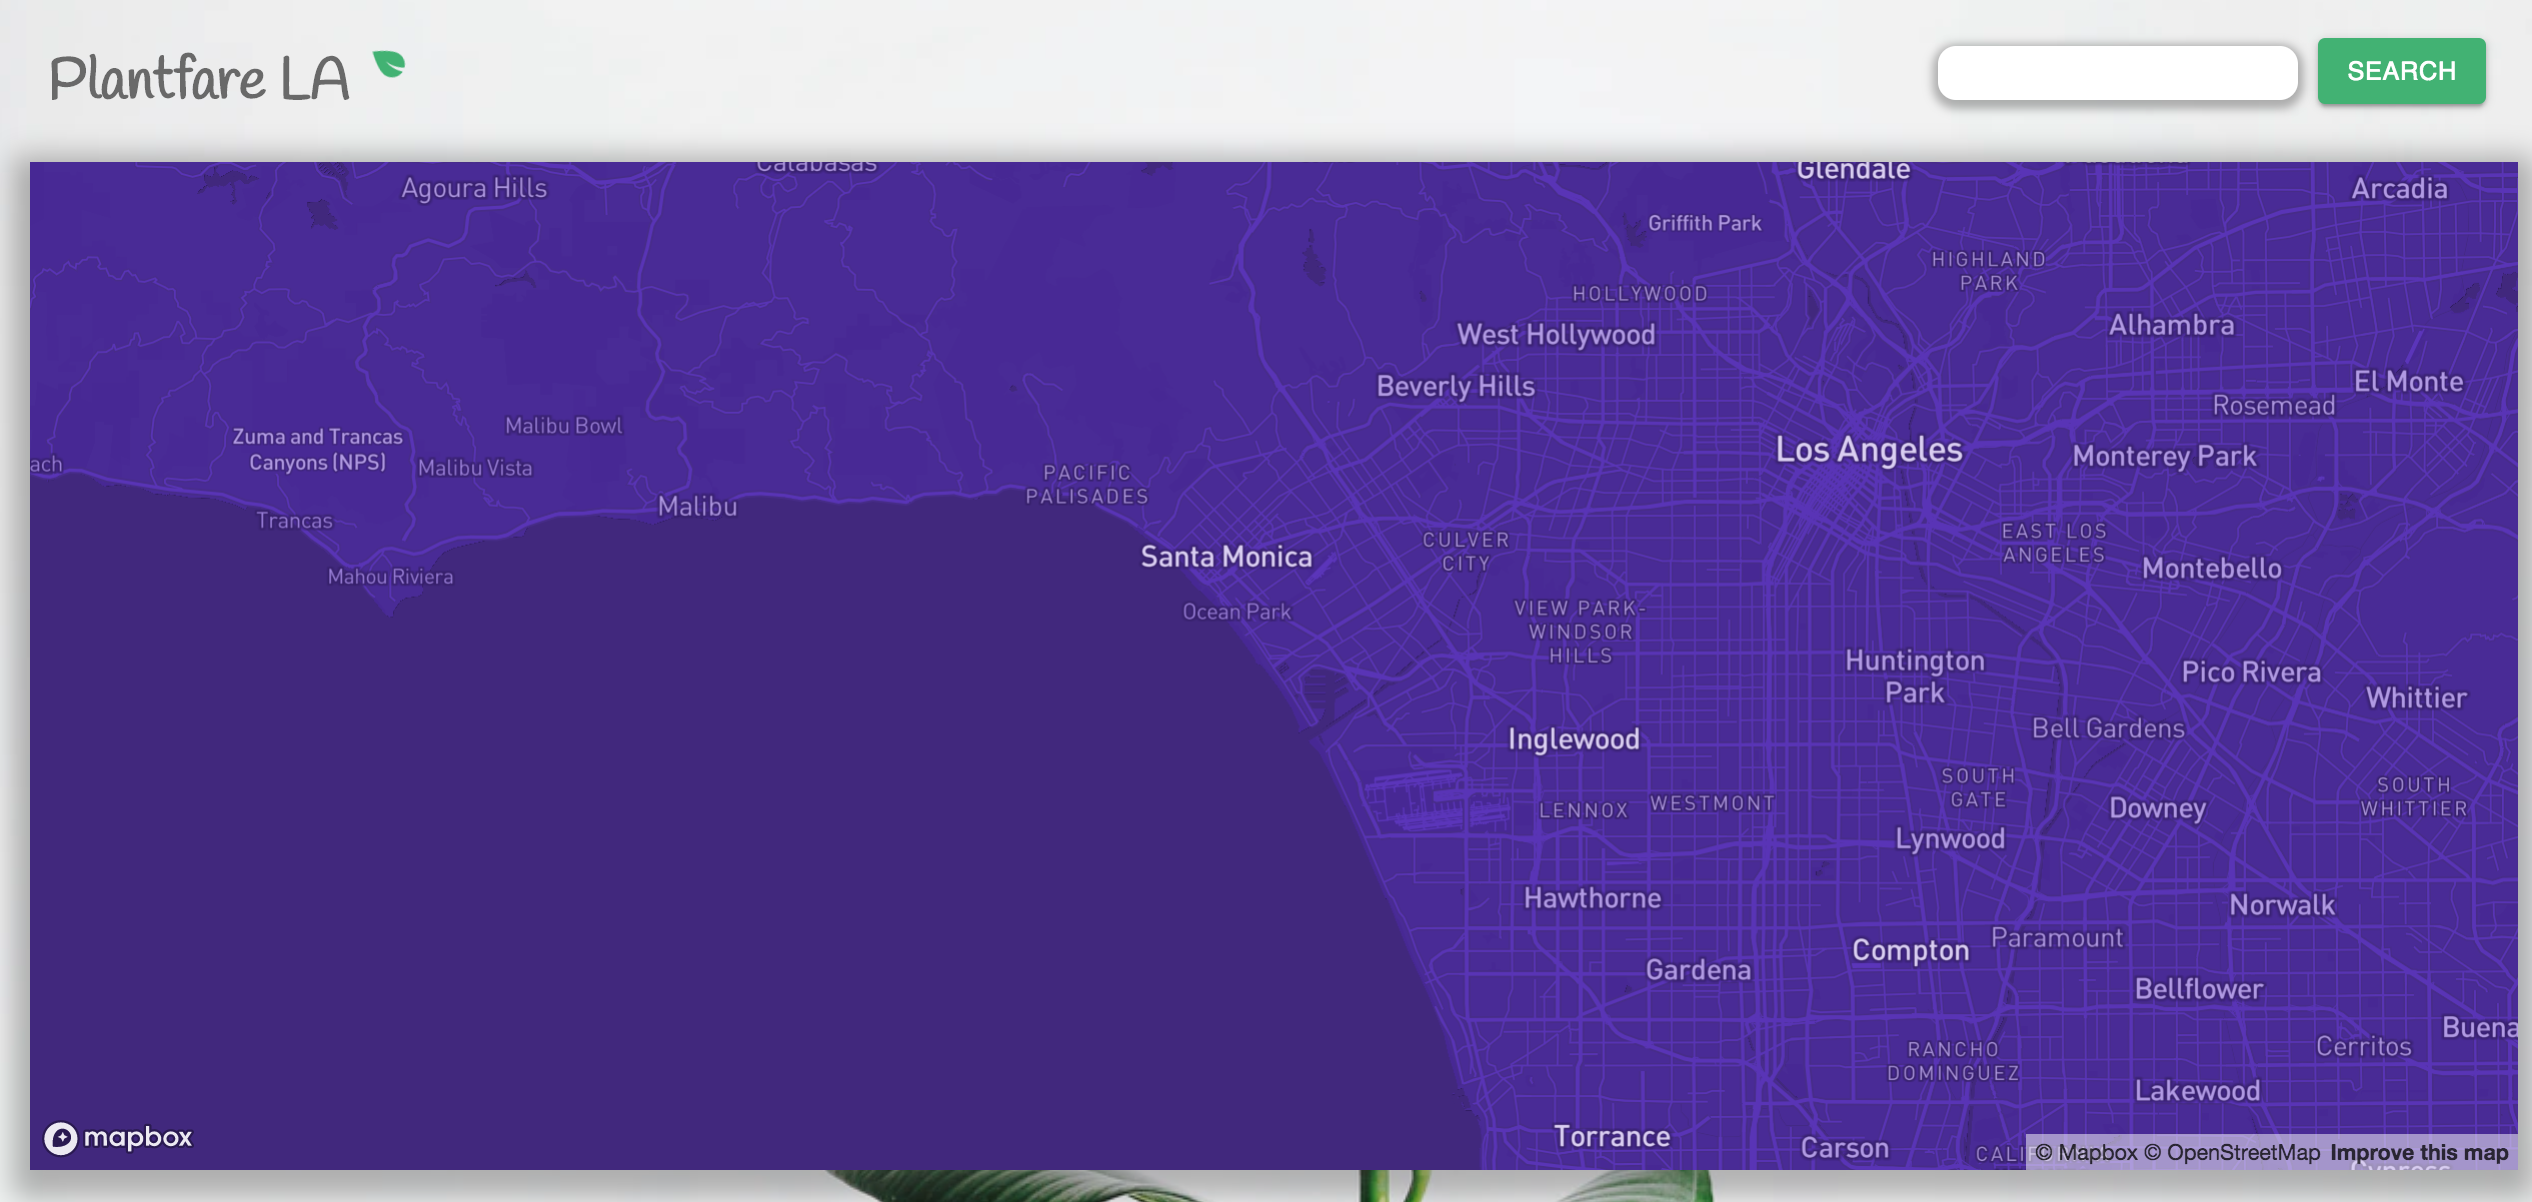 Plantfare LA
SEARCH
Calabasas
Glendale
Agoura Hills
Arcadia
Griffith Park
HIGHLAND
PARK
HOLLYWOOD
West Hollywood
Alhambra
Beverly Hills
El Monte
Rosemead
Malibu Bowl
Zuma and Trancas
Canyons (NPS)
Los Angeles
Monterey Park
ach
Malibu Vista
PACIFIC
PALISADES
Malibu
Trancas
EAST LOS
ANGELES
CULVER
CITY
Santa Monica
Montebello
Mahou Riviera
Ocean Park
VIEW PARK-
WINDSOR
HILLS
Huntington
Park
Pico Rivera
Whittier
Bell Gardens
Inglewood
SOUTH
GATE
SOUTH
WHITTIER
LENNOX
WESTMONT
Downey
Lynwood
Hawthorne
Norwalk
Paramount
Compton
Gardena
Bellflower
Buena
Cerritos
RANCHO
DOMINGUEZ
Lakewood
mapbox
Torrance
Carson
CALIF
© Mapbox © OpenStreetMap Improve this map
Cypress